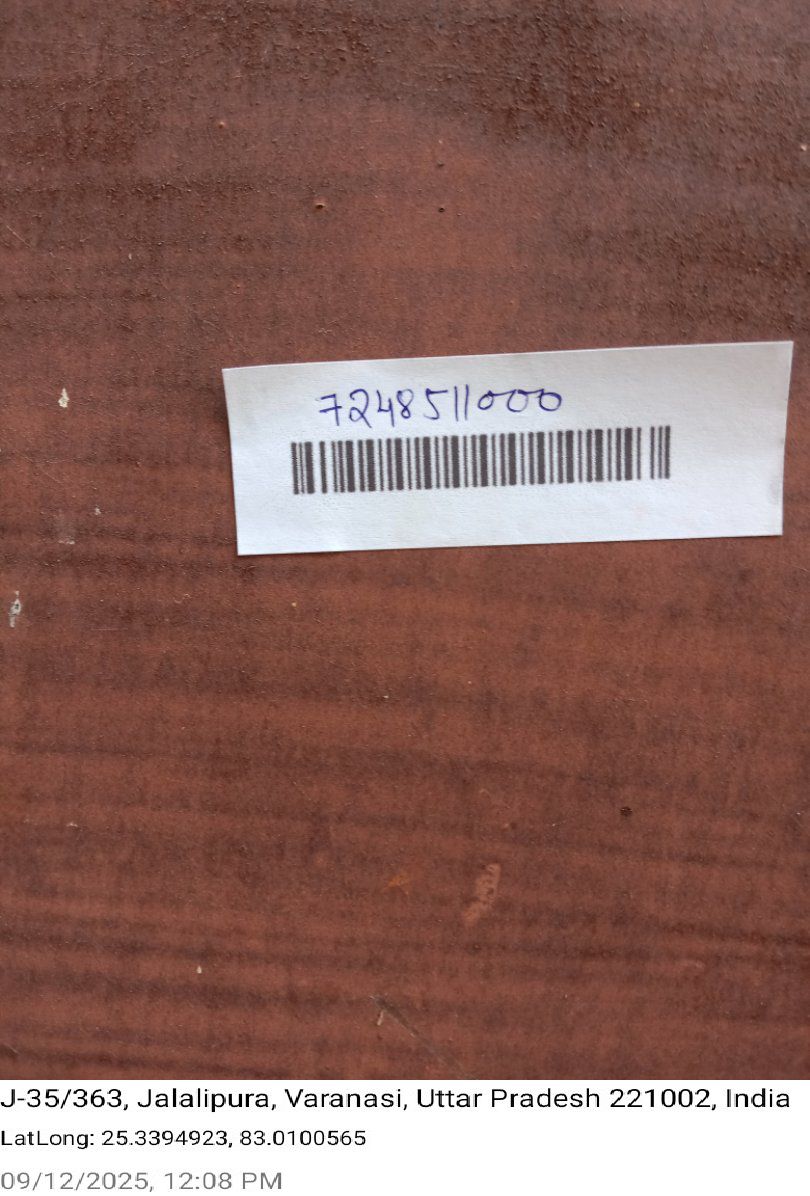 7248511000
J-35/363, Jalalipura, Varanasi, Uttar Pradesh 221002, India
LatLong: 25.3394923, 83.0100565
09/12/2025, 12:08 PM